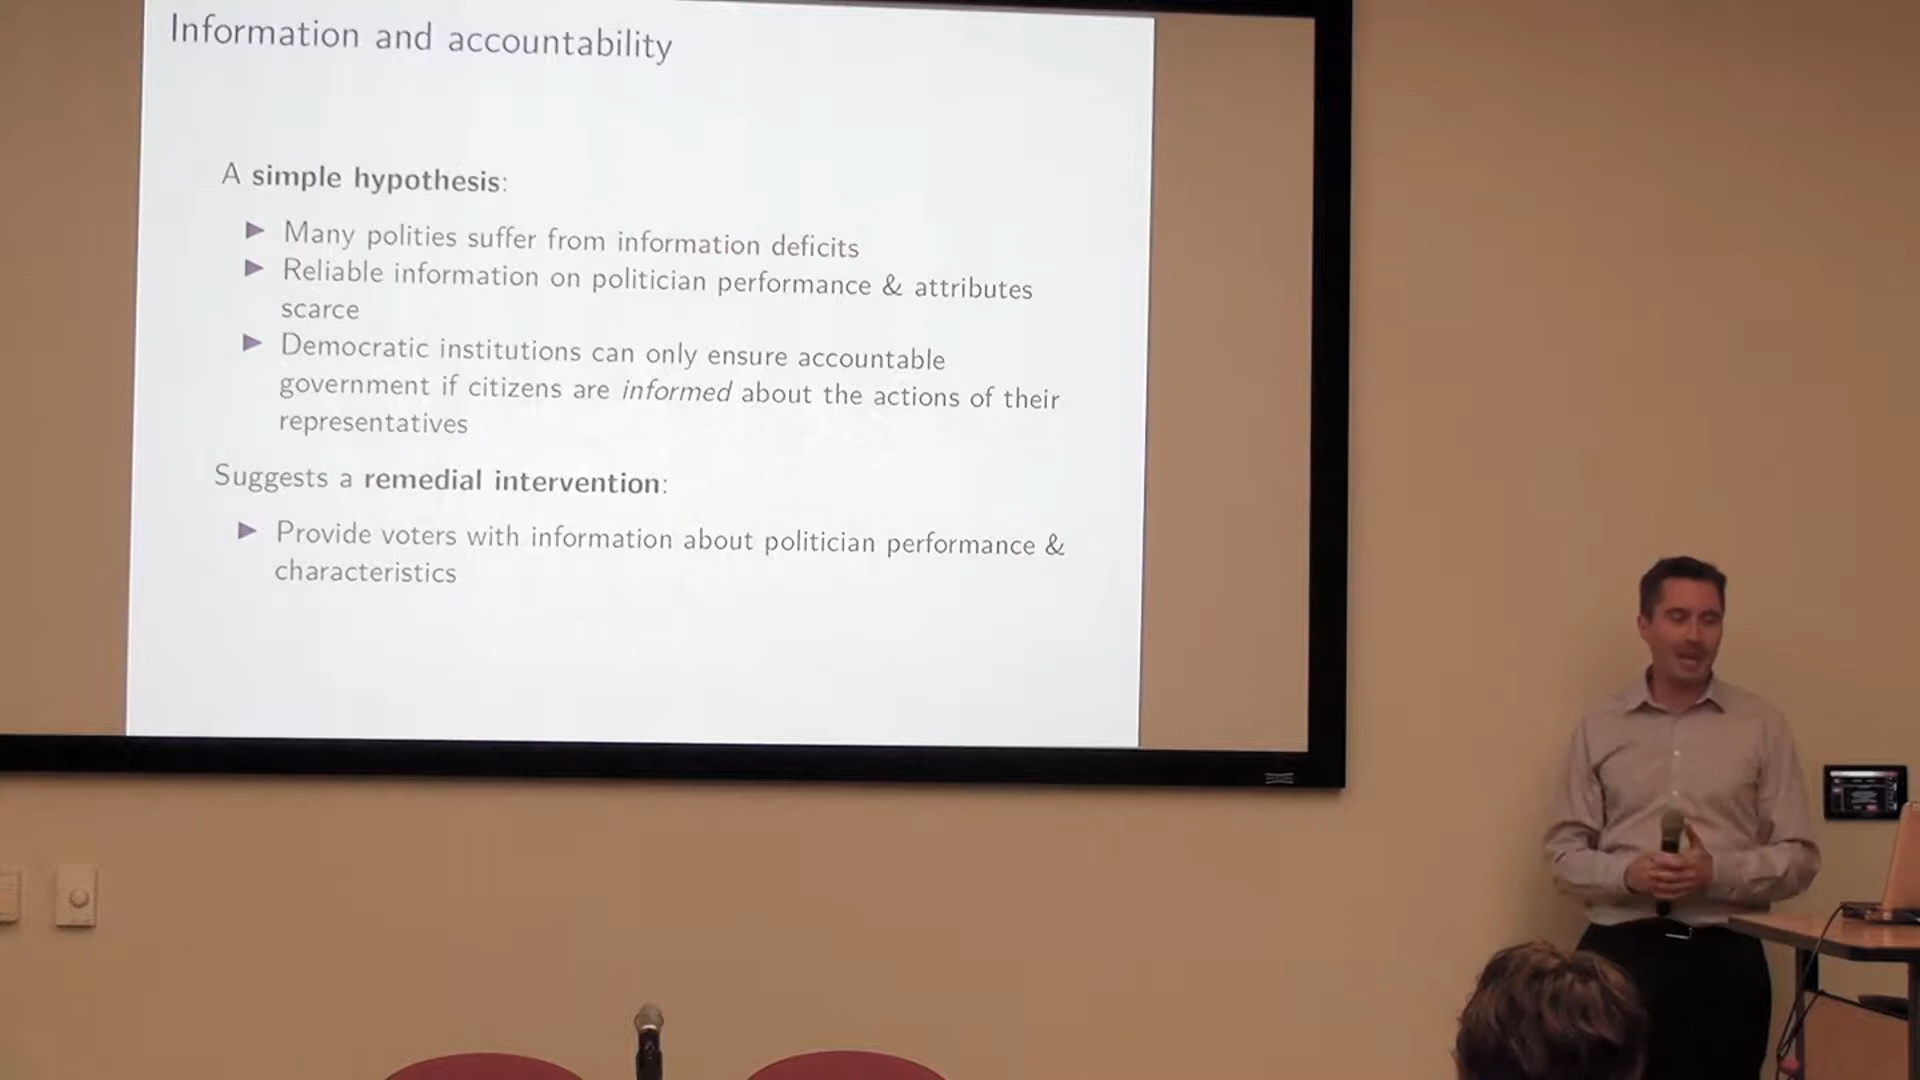 Information and accountability
A simple hypothesis:
▶ Many polities suffer from information deficits
▶ Reliable information on politician performance & attributes
scarce
▶ Democratic institutions can only ensure accountable
government if citizens are informed about the actions of their
representatives
Suggests a remedial intervention:
▶ Provide voters with information about politician performance &
characteristics